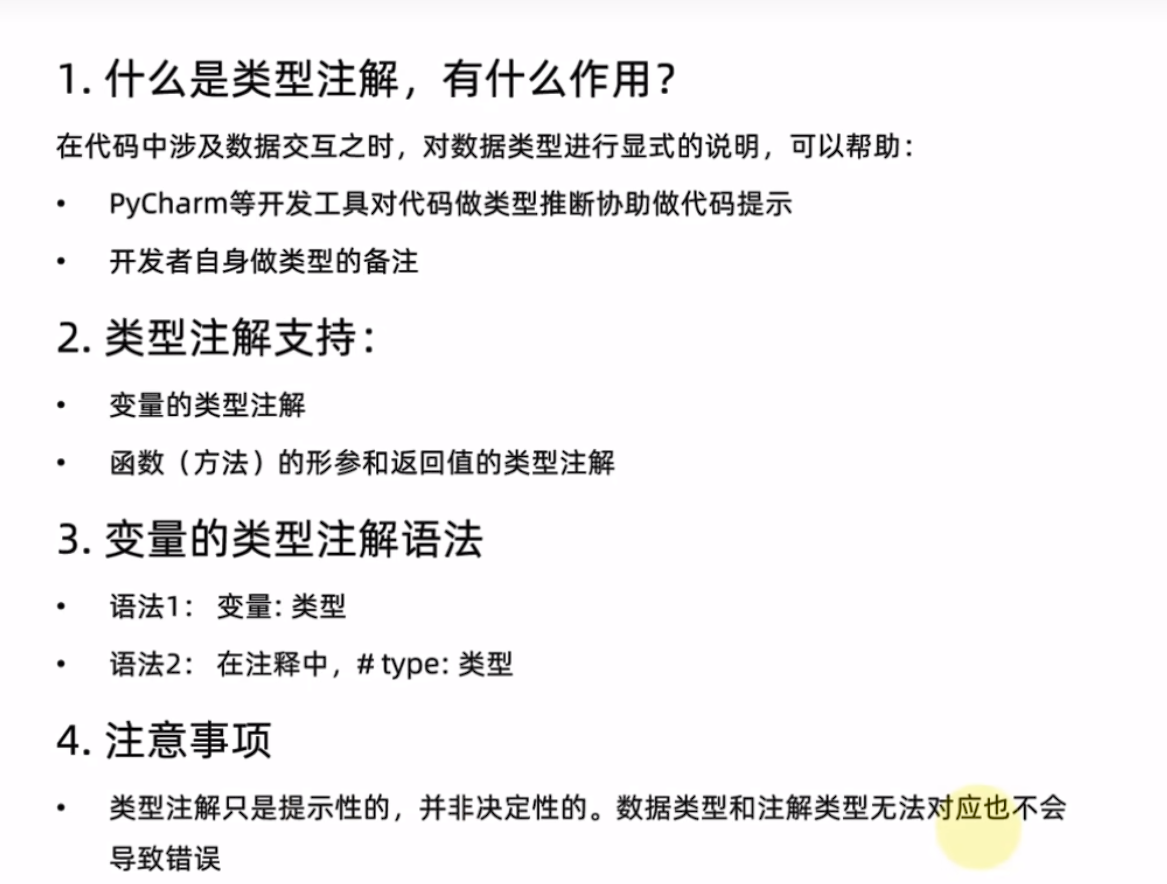 1. 什么是类型注解，有什么作用？
在代码中涉及数据交互之时，对数据类型进行显式的说明，可以帮助：
• PyCharm等开发工具对代码做类型推断协助做代码提示
• 开发者自身做类型的备注
2. 类型注解支持：
• 变量的类型注解
• 函数（方法）的形参和返回值的类型注解
3. 变量的类型注解语法
• 语法1： 变量: 类型
• 语法2： 在注释中，# type: 类型
4. 注意事项
• 类型注解只是提示性的，并非决定性的。数据类型和注解类型无法对应也不会
导致错误